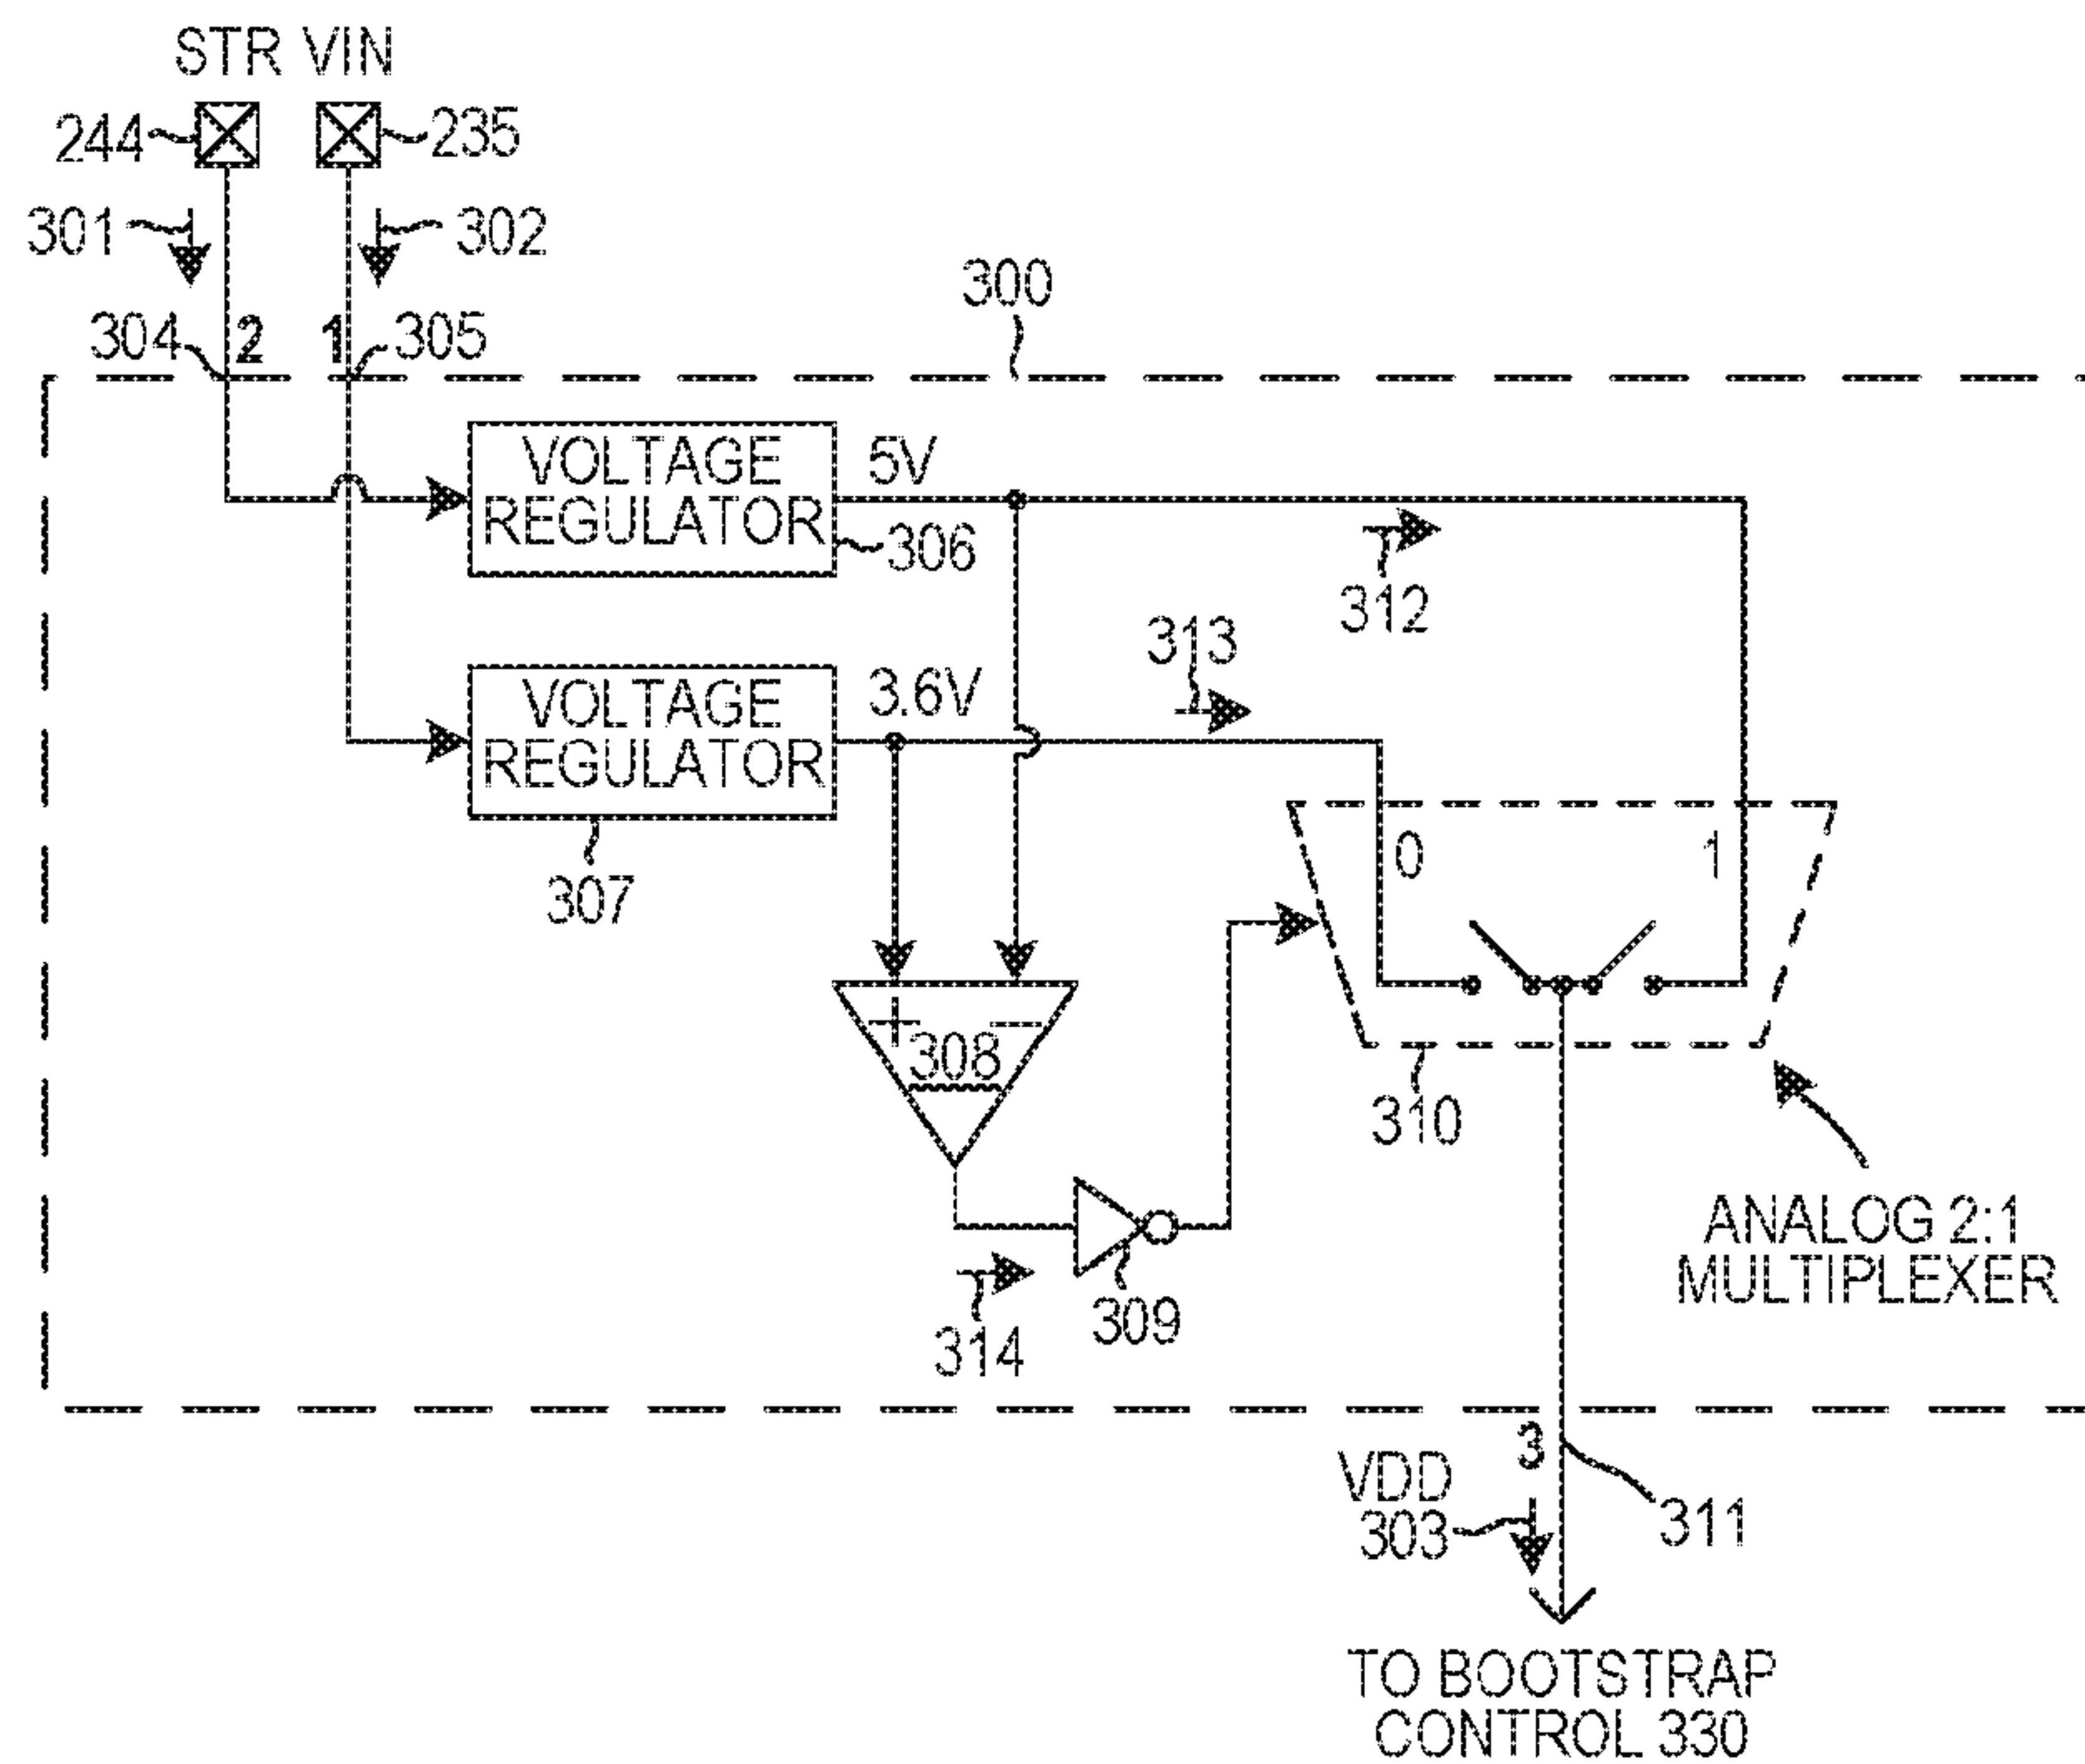 STR VIN
244
235
301
302
300
304
2
1
305
VOLTAGE
REGULATOR
5V
306
312
313
VOLTAGE
REGULATOR
3.6V
307
0
1
+
−
308
310
ANALOG 2:1
MULTIPLEXER
309
314
3
VDD
303
311
TO BOOTSTRAP
CONTROL 330